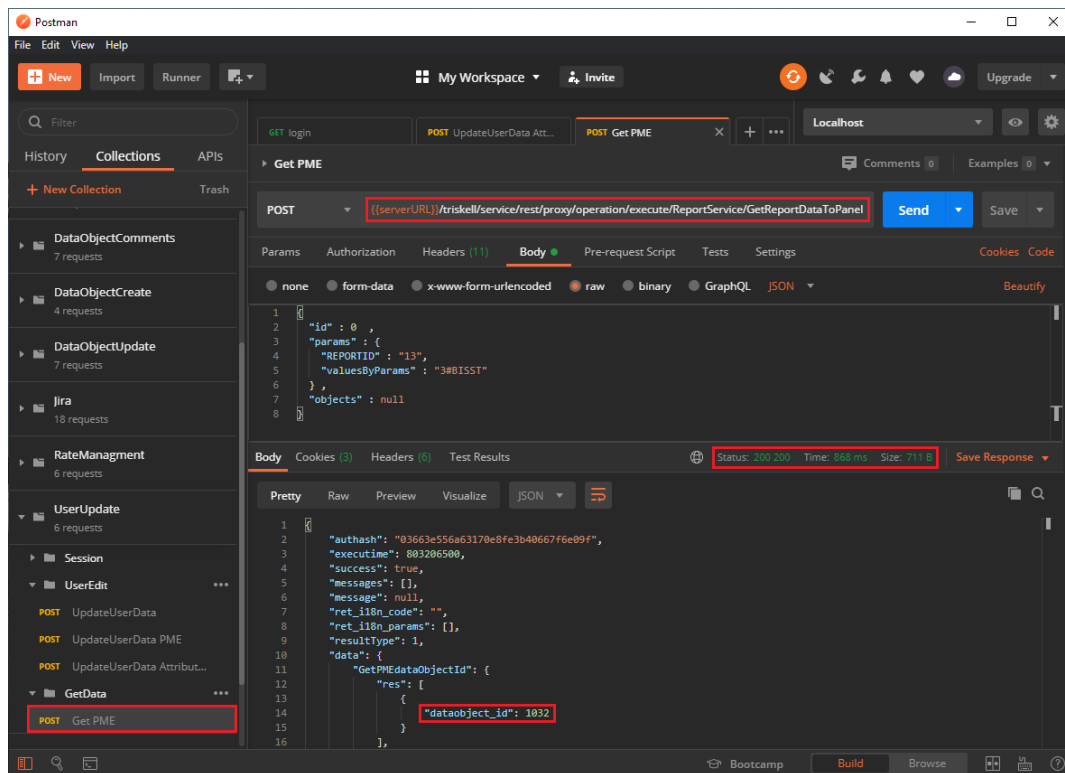 Postman
File Edit View Help
New Import Runner My Workspace Invite Upgrade
Filter
History Collections APIs
New Collection Trash
DataObjectComments
7 requests
DataObjectCreate
4 requests
DataObjectUpdate
7 requests
Jira
18 requests
RateManagment
6 requests
UserUpdate
6 requests
Session
UserEdit
POST UpdateUserData
POST UpdateUserData PME
POST UpdateUserData Attribut...
GetData
POST Get PME
GET login POST UpdateUserData Att... POST Get PME Localhost
Get PME Comments 0 Examples 0
POST {{serverURL}}/triskell/service/rest/proxy/operation/execute/ReportService/GetReportDataToPanel Send Save
Params Authorization Headers (11) Body Pre-request Script Tests Settings Cookies Code
none form-data x-www-form-urlencoded raw binary GraphQL JSON Beautify
1 {
2 "id" : 0 ,
3 "params" : {
4 "REPORTID" : "13",
5 "valuesByParams" : "3#BISST"
6 } ,
7 "objects" : null
8 }
Body Cookies (3) Headers (6) Test Results Status: 200 200 Time: 868 ms Size: 711 B Save Response
Pretty Raw Preview Visualize JSON
1 {
2 "authash": "03663e556a63170e8fe3b40667f6e09f",
3 "executime": 803206500,
4 "success": true,
5 "messages": [],
6 "message": null,
7 "ret_i18n_code": "",
8 "ret_i18n_params": [],
9 "resultType": 1,
10 "data": {
11 "GetPMEdataObjectId": {
12 "res": [
13 {
14 "dataobject_id": 1032
15 }
16 ],
Bootcamp Build Browse